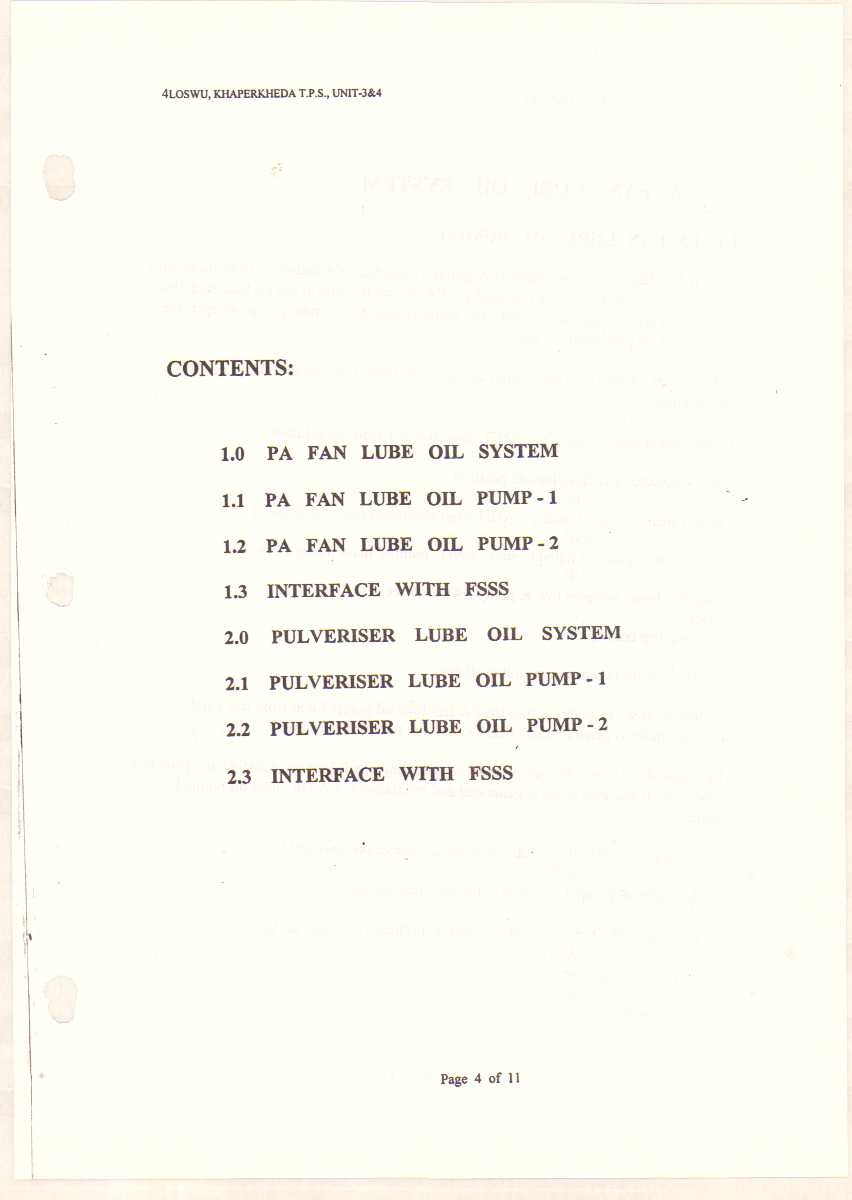 4LOSWU, KHAPERKHEDA T.P.S., UNIT-3&4
CONTENTS:
1.0 PA FAN LUBE OIL SYSTEM
1.1 PA FAN LUBE OIL PUMP - 1
1.2 PA FAN LUBE OIL PUMP - 2
1.3 INTERFACE WITH FSSS
2.0 PULVERISER LUBE OIL SYSTEM
2.1 PULVERISER LUBE OIL PUMP - 1
2.2 PULVERISER LUBE OIL PUMP - 2
2.3 INTERFACE WITH FSSS
Page 4 of 11